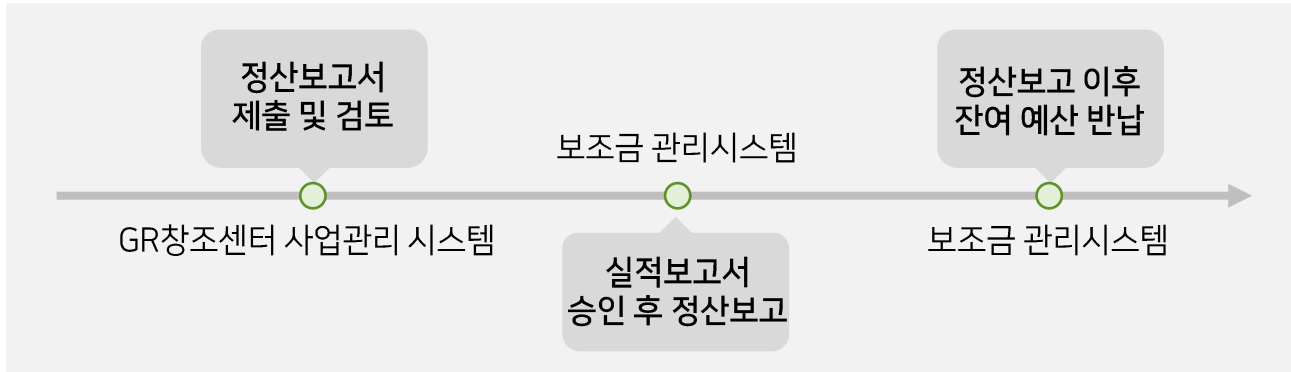 정산보고서
제출 및 검토
GR창조센터 사업관리 시스템
보조금 관리시스템
실적보고서
승인 후 정산보고
정산보고 이후
잔여 예산 반납
보조금 관리시스템